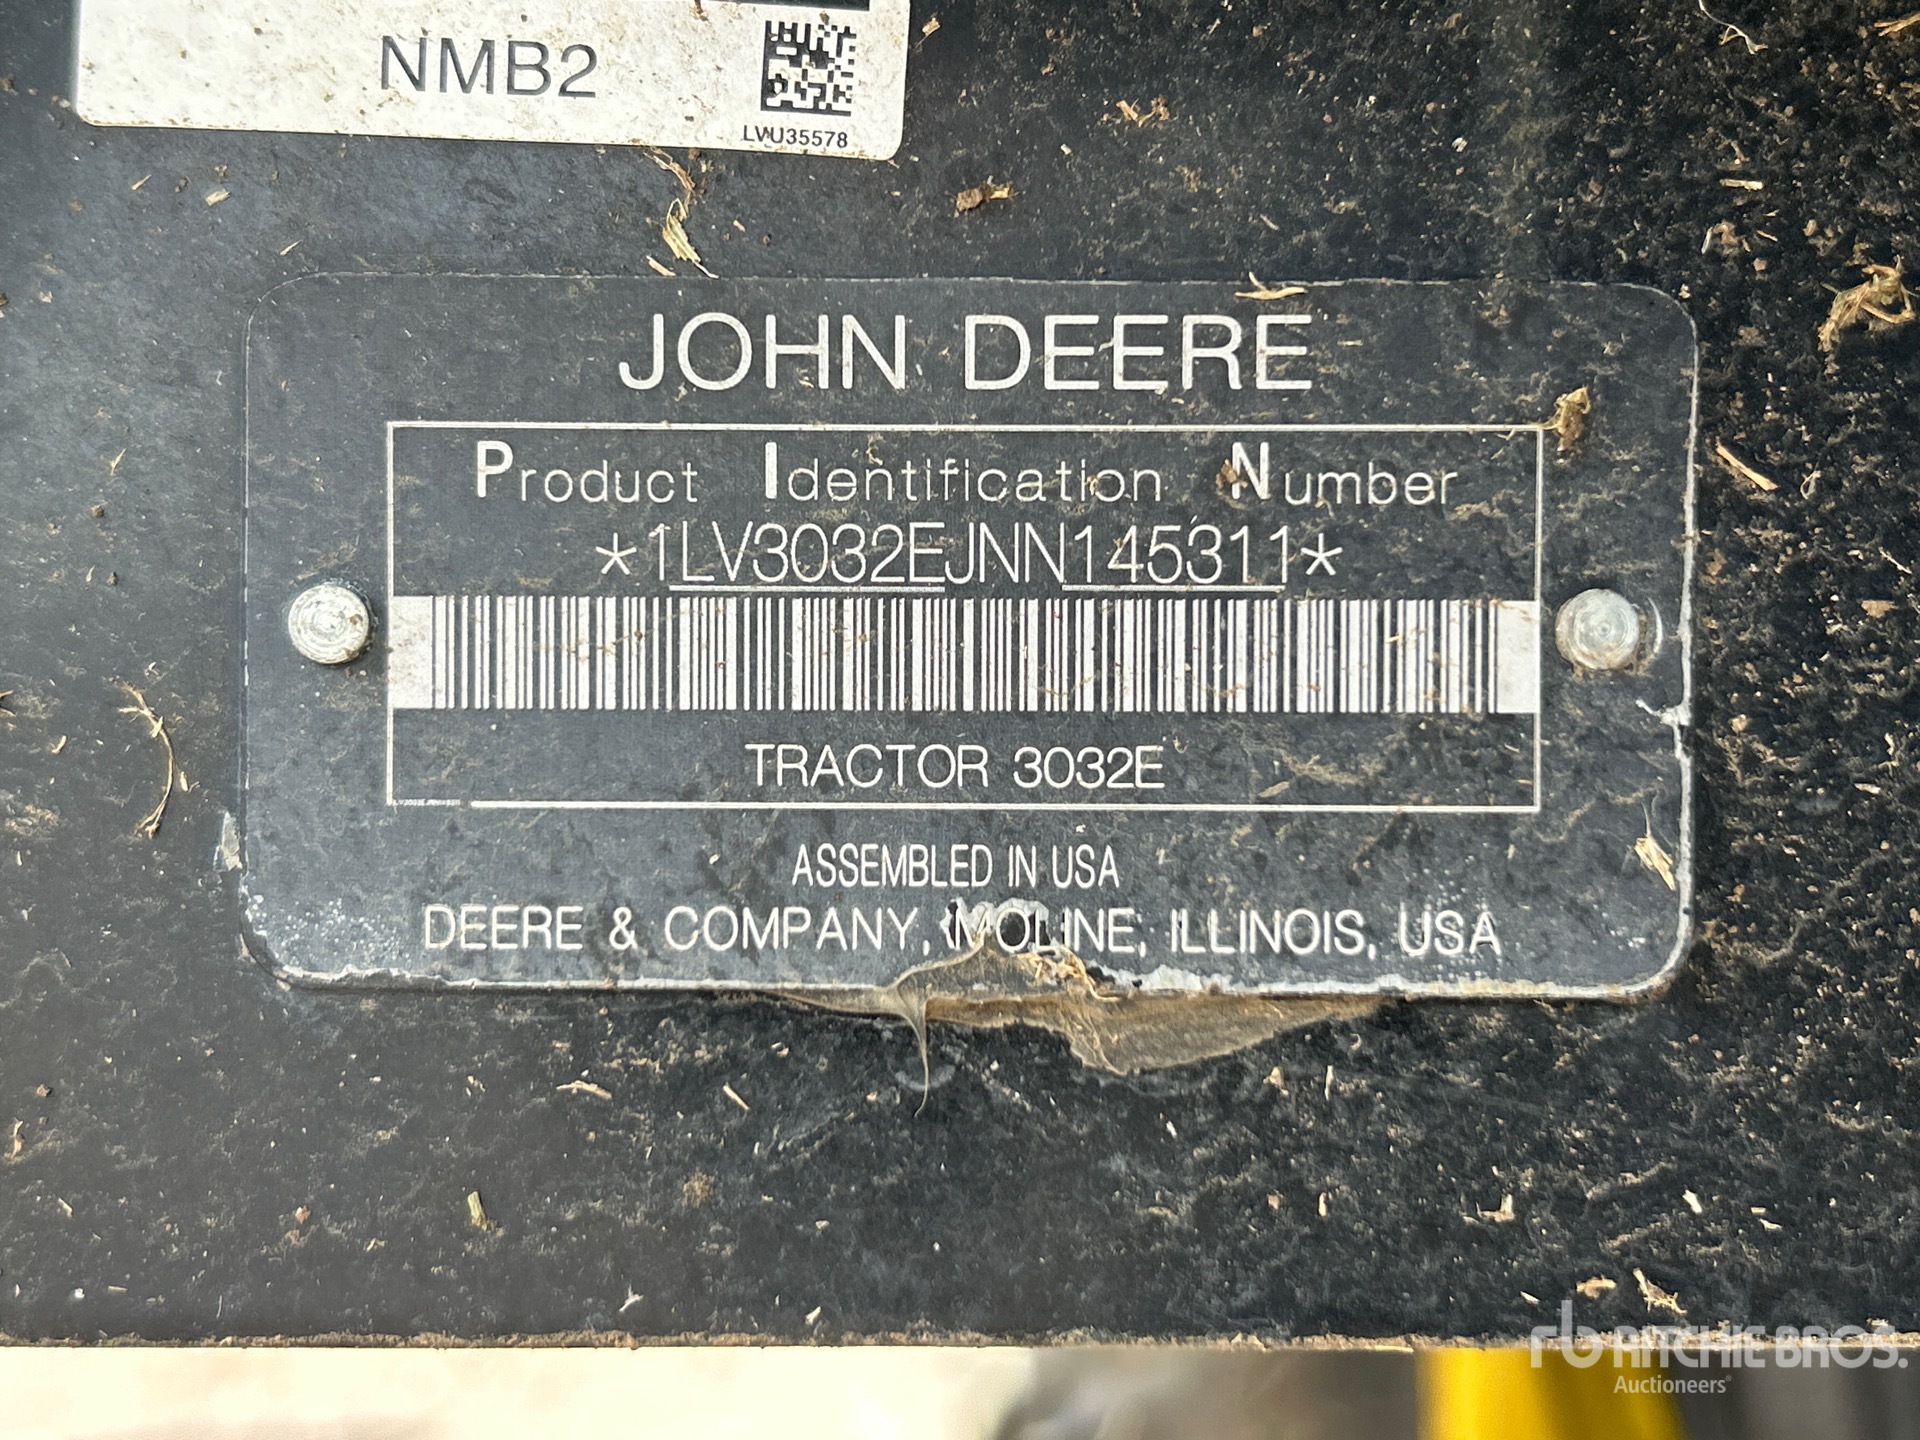 NMB2
LVU35578
JOHN DEERE
Product Identification Number
*1LV3032EJNN145311*
TRACTOR 3032E
ASSEMBLED IN USA
DEERE & COMPANY, MOLINE, ILLINOIS, USA
rb RITCHIE BROS.
Auctioneers®